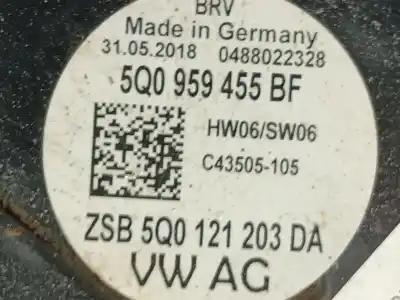 BRV
Made in Germany
31.05.2018 0488022328
5Q0 959 455 BF
HW06/SW06
C43505-105
ZSB 5Q0 121 203 DA
VW AG